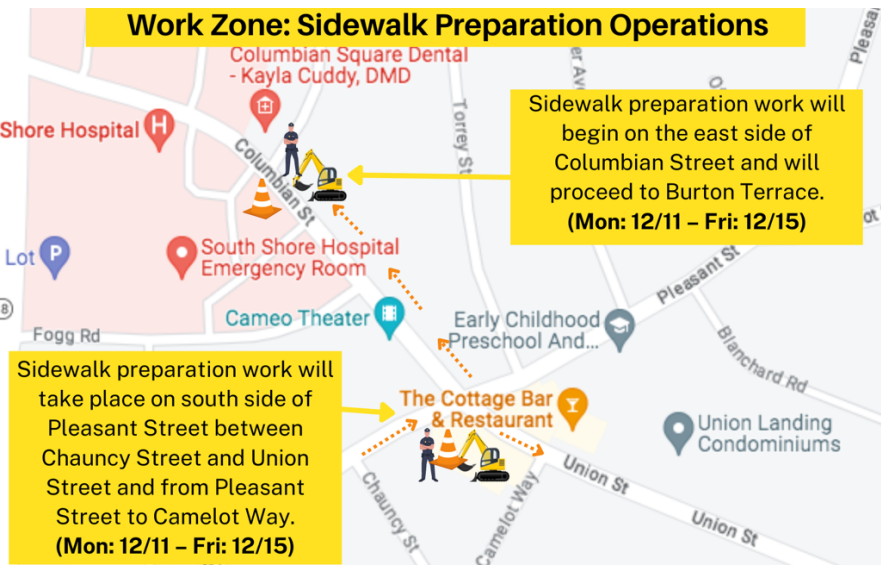 Work Zone: Sidewalk Preparation Operations
Columbian Square Dental
- Kayla Cuddy, DMD
Shore Hospital
H
Columbian St
Torrey St
er Ave
Pleasa
Sidewalk preparation work will
begin on the east side of
Columbian Street and will
proceed to Burton Terrace.
(Mon: 12/11 – Fri: 12/15)
Lot
P
South Shore Hospital
Emergency Room
Pleasant St
ot
8
Fogg Rd
Cameo Theater
Early Childhood
Preschool And...
Blanchard Rd
Sidewalk preparation work will
take place on south side of
Pleasant Street between
Chauncy Street and Union
Street and from Pleasant
Street to Camelot Way.
(Mon: 12/11 – Fri: 12/15)
The Cottage Bar
& Restaurant
Union Landing
Condominiums
Chauncy St
Camelot Way
Union St
Union St